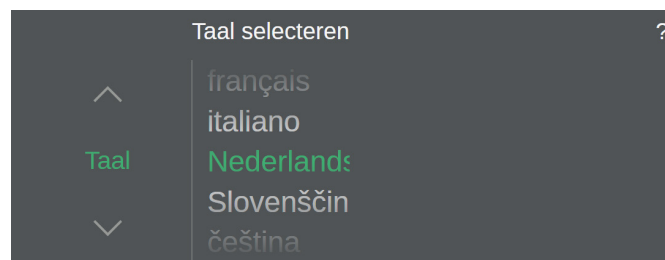 Taal selecteren
?
français
italiano
Taal
Nederlands
Slovenščin
čeština